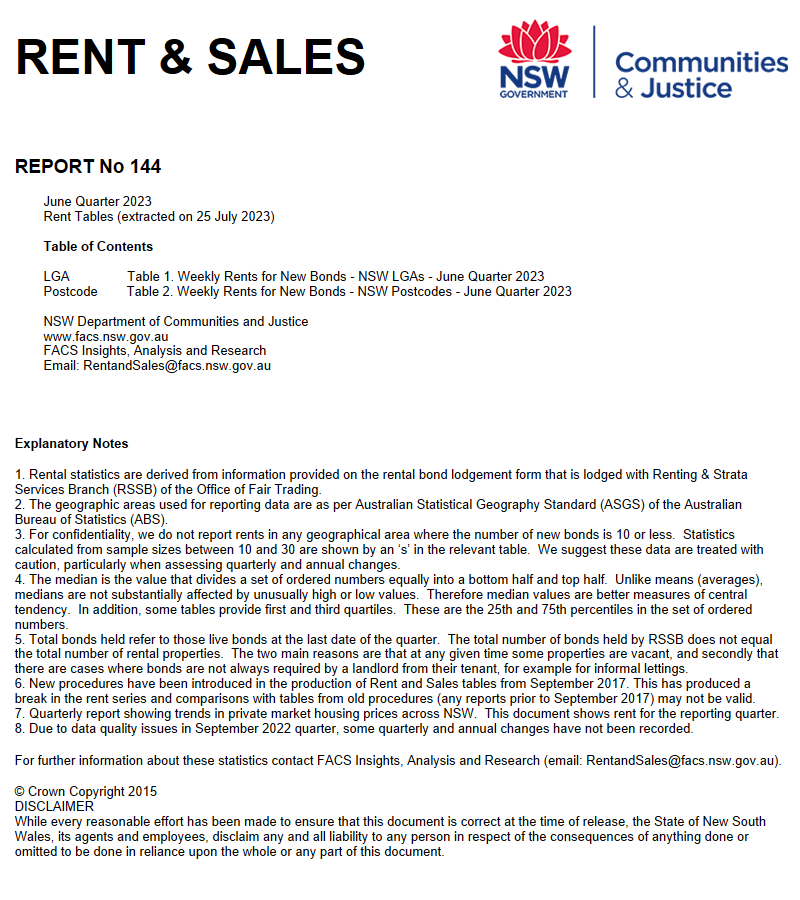 RENT & SALES
NSW
GOVERNMENT
Communities
& Justice
REPORT No 144
June Quarter 2023
Rent Tables (extracted on 25 July 2023)
Table of Contents
LGA Table 1. Weekly Rents for New Bonds - NSW LGAs - June Quarter 2023
Postcode Table 2. Weekly Rents for New Bonds - NSW Postcodes - June Quarter 2023
NSW Department of Communities and Justice
www.facs.nsw.gov.au
FACS Insights, Analysis and Research
Email: RentandSales@facs.nsw.gov.au
Explanatory Notes
1. Rental statistics are derived from information provided on the rental bond lodgement form that is lodged with Renting & Strata
Services Branch (RSSB) of the Office of Fair Trading.
2. The geographic areas used for reporting data are as per Australian Statistical Geography Standard (ASGS) of the Australian
Bureau of Statistics (ABS).
3. For confidentiality, we do not report rents in any geographical area where the number of new bonds is 10 or less.  Statistics
calculated from sample sizes between 10 and 30 are shown by an ‘s’ in the relevant table.  We suggest these data are treated with
caution, particularly when assessing quarterly and annual changes.
4. The median is the value that divides a set of ordered numbers equally into a bottom half and top half.  Unlike means (averages),
medians are not substantially affected by unusually high or low values.  Therefore median values are better measures of central
tendency.  In addition, some tables provide first and third quartiles.  These are the 25th and 75th percentiles in the set of ordered
numbers.
5. Total bonds held refer to those live bonds at the last date of the quarter.  The total number of bonds held by RSSB does not equal
the total number of rental properties.  The two main reasons are that at any given time some properties are vacant, and secondly that
there are cases where bonds are not always required by a landlord from their tenant, for example for informal lettings.
6. New procedures have been introduced in the production of Rent and Sales tables from September 2017. This has produced a
break in the rent series and comparisons with tables from old procedures (any reports prior to September 2017) may not be valid.
7. Quarterly report showing trends in private market housing prices across NSW.  This document shows rent for the reporting quarter.
8. Due to data quality issues in September 2022 quarter, some quarterly and annual changes have not been recorded.
For further information about these statistics contact FACS Insights, Analysis and Research (email: RentandSales@facs.nsw.gov.au).
© Crown Copyright 2015
DISCLAIMER
While every reasonable effort has been made to ensure that this document is correct at the time of release, the State of New South
Wales, its agents and employees, disclaim any and all liability to any person in respect of the consequences of anything done or
omitted to be done in reliance upon the whole or any part of this document.